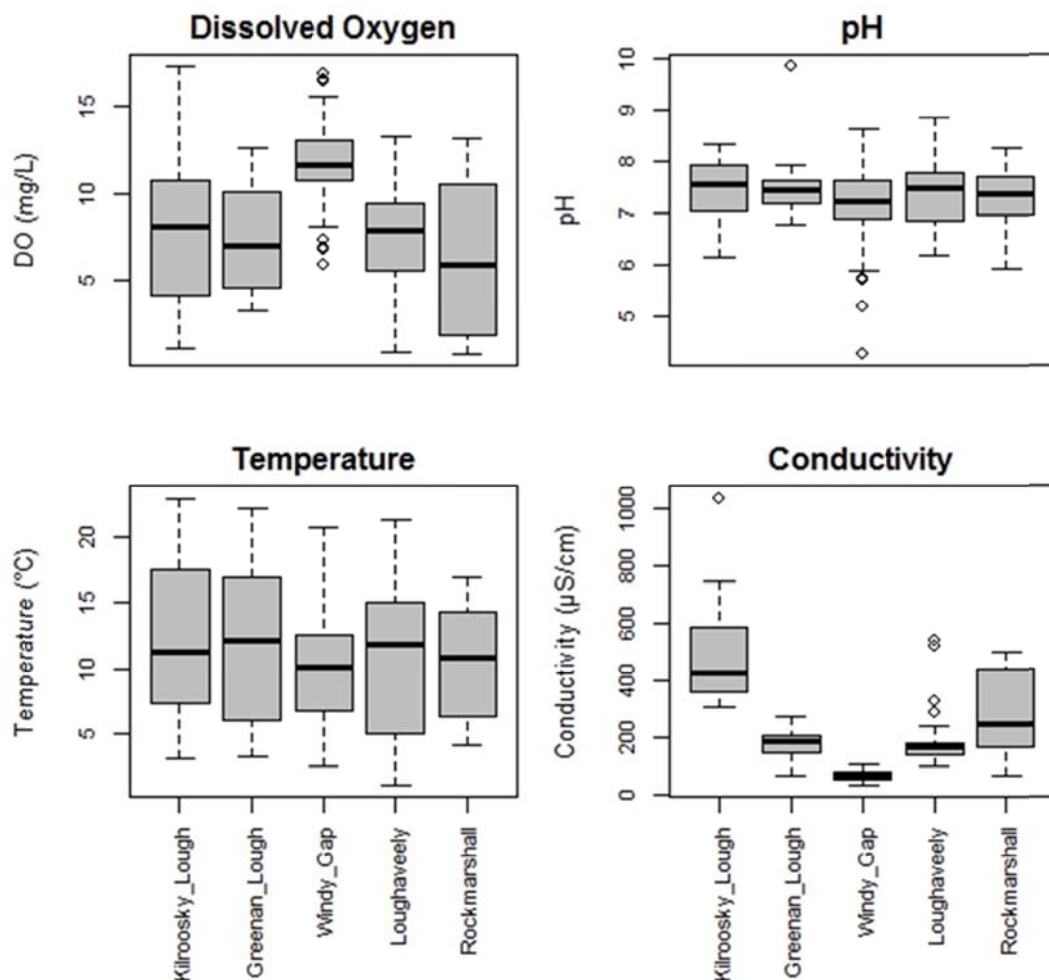 Dissolved Oxygen
DO (mg/L)
15
10
5
pH
pH
10
9
8
7
6
5
Temperature
Temperature (°C)
20
15
10
5
Conductivity
Conductivity (µS/cm)
1000
800
600
400
200
0
Kilroosky_Lough
Greenan_Lough
Windy_Gap
Loughaveely
Rockmarshall
Kilroosky_Lough
Greenan_Lough
Windy_Gap
Loughaveely
Rockmarshall